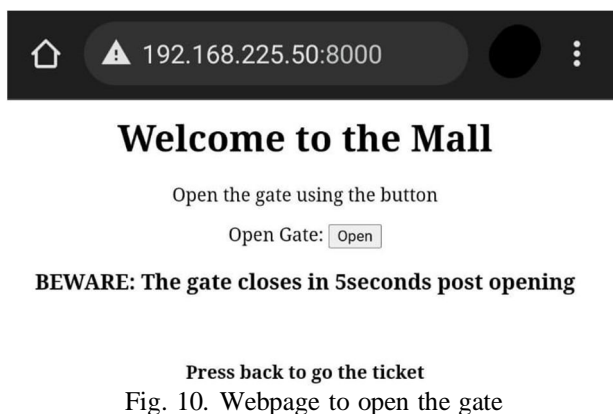 192.168.225.50:8000
Welcome to the Mall
Open the gate using the button
Open Gate: Open
BEWARE: The gate closes in 5seconds post opening
Press back to go the ticket
Fig. 10. Webpage to open the gate